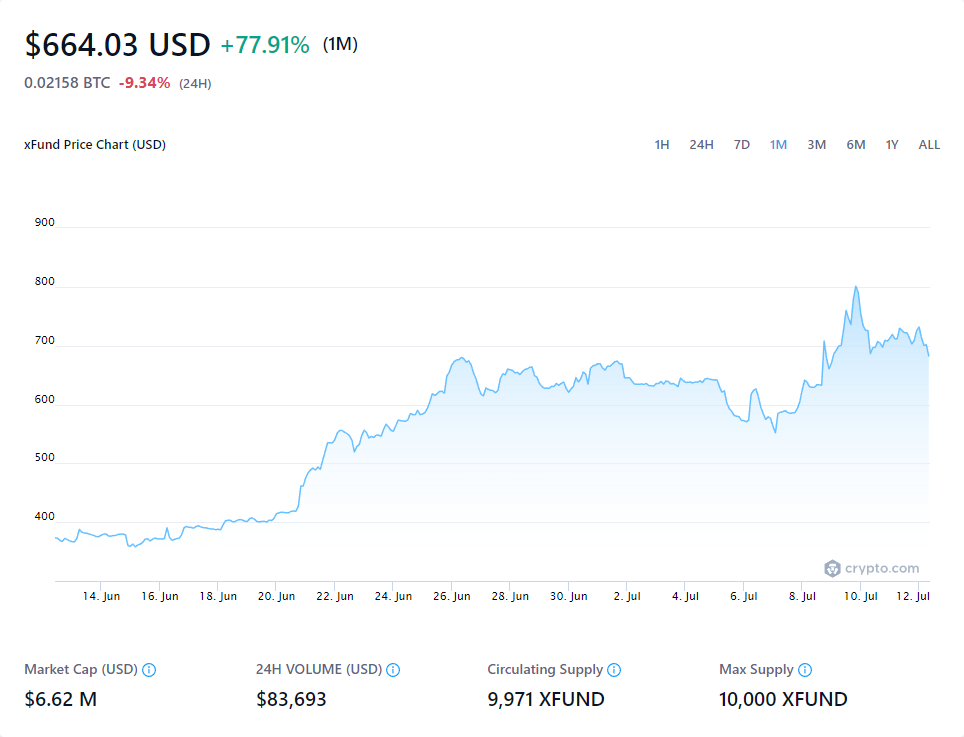 $664.03 USD +77.91% (1M)
0.02158 BTC -9.34% (24H)
xFund Price Chart (USD) 1H 24H 7D 1M 3M 6M 1Y ALL
900
800
700
600
500
400
crypto.com
14. Jun 16. Jun 18. Jun 20. Jun 22. Jun 24. Jun 26. Jun 28. Jun 30. Jun 2. Jul 4. Jul 6. Jul 8. Jul 10. Jul 12. Jul
Market Cap (USD) 24H VOLUME (USD) Circulating Supply Max Supply
$6.62 M $83,693 9,971 XFUND 10,000 XFUND